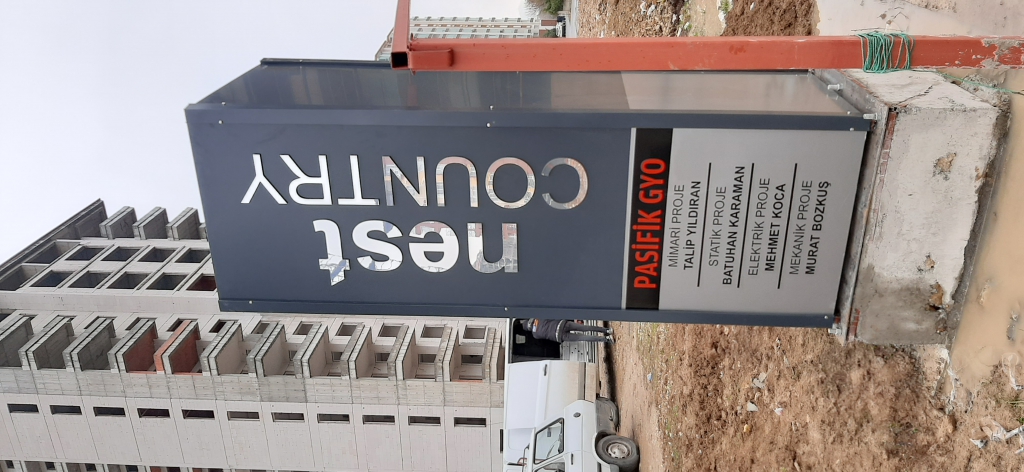 nest
COUNTRY
PASİFİK GYO
MİMARİ PROJE
TALİP YILDIRAN
STATİK PROJE
BATUHAN KARAMAN
ELEKTRİK PROJE
MEHMET KOCA
MEKANİK PROJE
MURAT BOZKUŞ